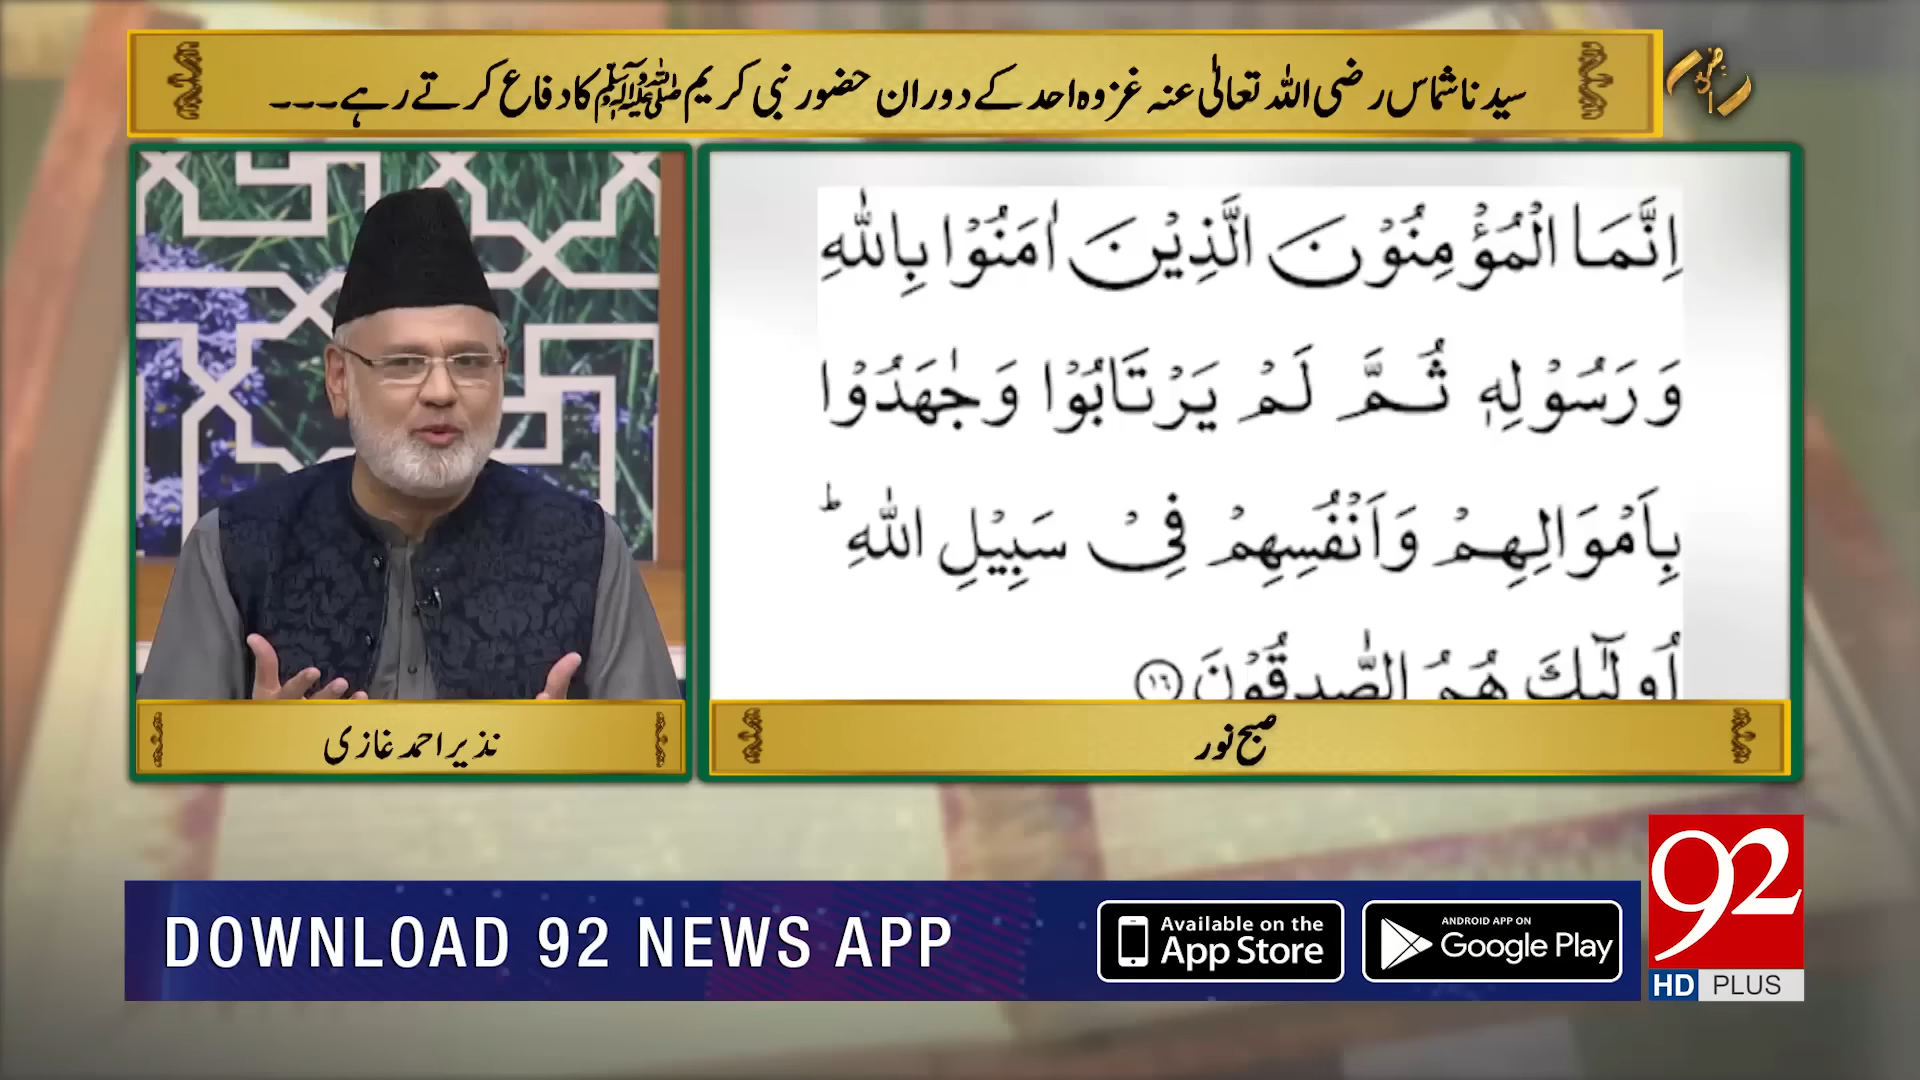 سیدنا شماس رضی اللہ تعالٰی عنہ غزوہ احد کے دوران حضور نبی کریم ﷺ کا دفاع کرتے رہے۔۔۔
اِنَّمَا الْمُؤْمِنُوْنَ الَّذِيْنَ اٰمَنُوْا بِاللّٰهِ
وَرَسُوْلِهٖ ثُمَّ لَمْ يَرْتَابُوْا وَجٰهَدُوْا
بِاَمْوَالِهِمْ وَاَنْفُسِهِمْ فِيْ سَبِيْلِ اللّٰهِ ؕ
اُولٰٓئِكَ هُمُ الصّٰدِقُوْنَ
نذیر احمد غازی
صبح نور
DOWNLOAD 92 NEWS APP
Available on the
App Store
ANDROID APP ON
Google Play
92
HD PLUS